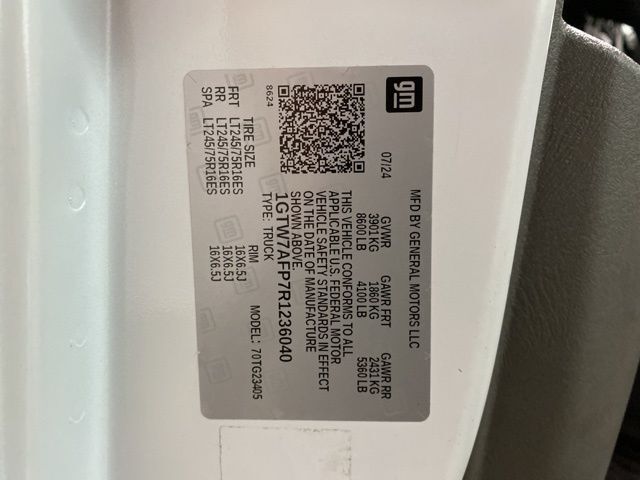 gm
MFD BY GENERAL MOTORS LLC
07/24 GVWR GAWR FRT GAWR RR
3901 KG 1860 KG 2431 KG
8600 LB 4100 LB 5360 LB
THIS VEHICLE CONFORMS TO ALL
APPLICABLE U.S. FEDERAL MOTOR
VEHICLE SAFETY STANDARDS IN EFFECT
ON THE DATE OF MANUFACTURE
SHOWN ABOVE.
1GTW7AFP7R1236040
TYPE: TRUCK
8624 MODEL: 70TG23405
TIRE SIZE RIM
FRT LT245/75R16ES 16X6.5J
RR LT245/75R16ES 16X6.5J
SPA LT245/75R16ES 16X6.5J